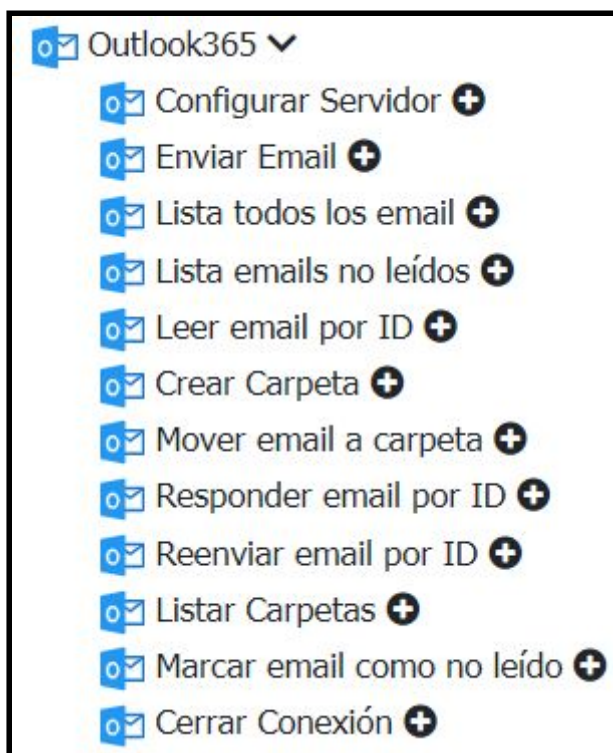 Outlook365
Configurar Servidor
Enviar Email
Lista todos los email
Lista emails no leídos
Leer email por ID
Crear Carpeta
Mover email a carpeta
Responder email por ID
Reenviar email por ID
Listar Carpetas
Marcar email como no leído
Cerrar Conexión